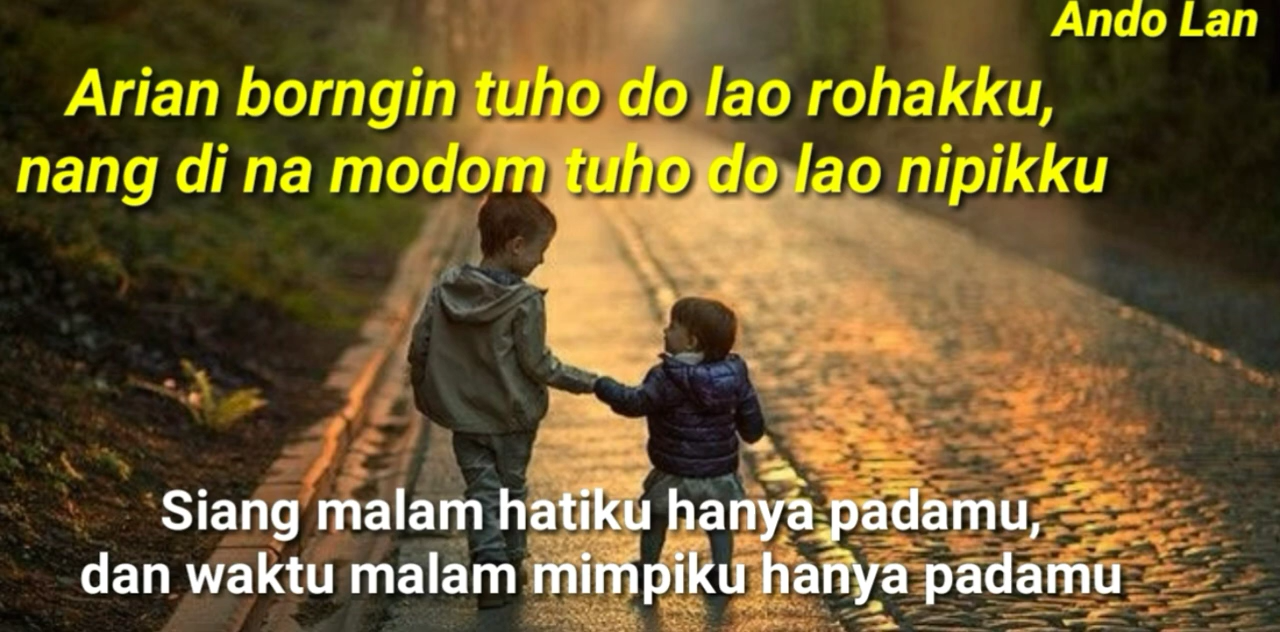 Ando Lan
Arian borngin tuho do lao rohakku,
nang di na modom tuho do lao nipikku
Siang malam hatiku hanya padamu,
dan waktu malam mimpiku hanya padamu